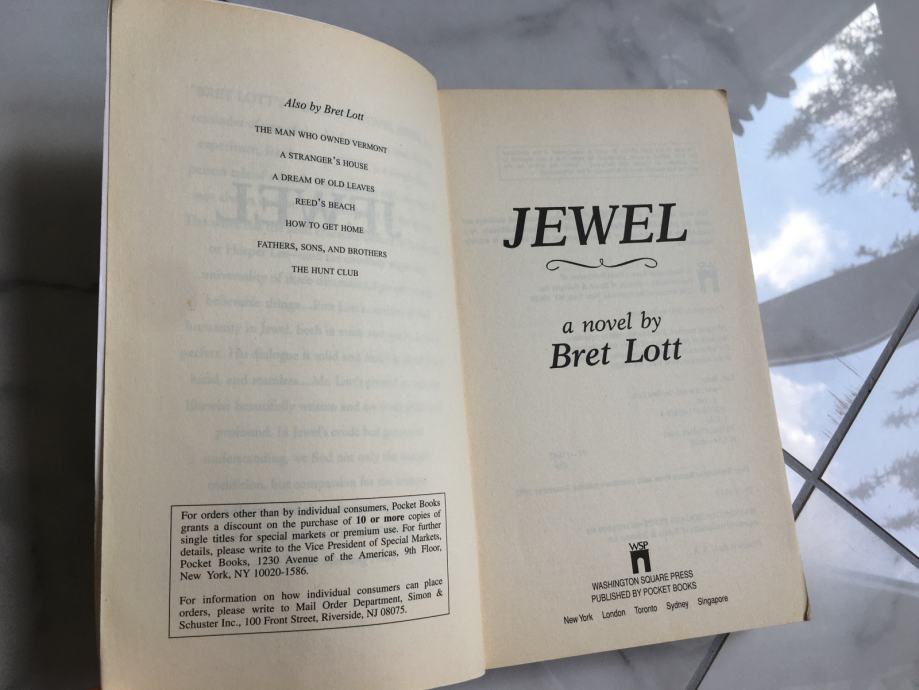 Also by Bret Lott
THE MAN WHO OWNED VERMONT
A STRANGER'S HOUSE
A DREAM OF OLD LEAVES
REED'S BEACH
HOW TO GET HOME
FATHERS, SONS, AND BROTHERS
THE HUNT CLUB
For orders other than by individual consumers, Pocket Books
grants a discount on the purchase of 10 or more copies of
single titles for special markets or premium use. For further
details, please write to the Vice President of Special Markets,
Pocket Books, 1230 Avenue of the Americas, 9th Floor,
New York, NY 10020-1586.
For information on how individual consumers can place
orders, please write to Mail Order Department, Simon &
Schuster Inc., 100 Front Street, Riverside, NJ 08075.
JEWEL
a novel by
Bret Lott
WSP
WASHINGTON SQUARE PRESS
PUBLISHED BY POCKET BOOKS
New York London Toronto Sydney Singapore